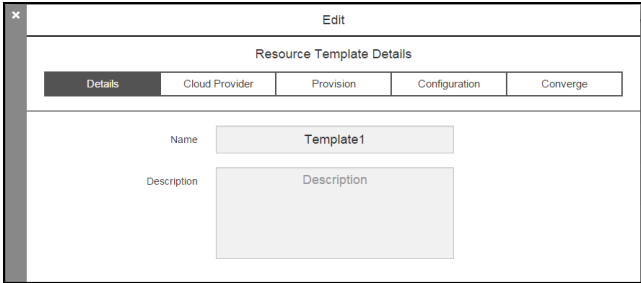 ×
Edit
Resource Template Details
Details Cloud Provider Provision Configuration Converge
Name Template1
Description Description